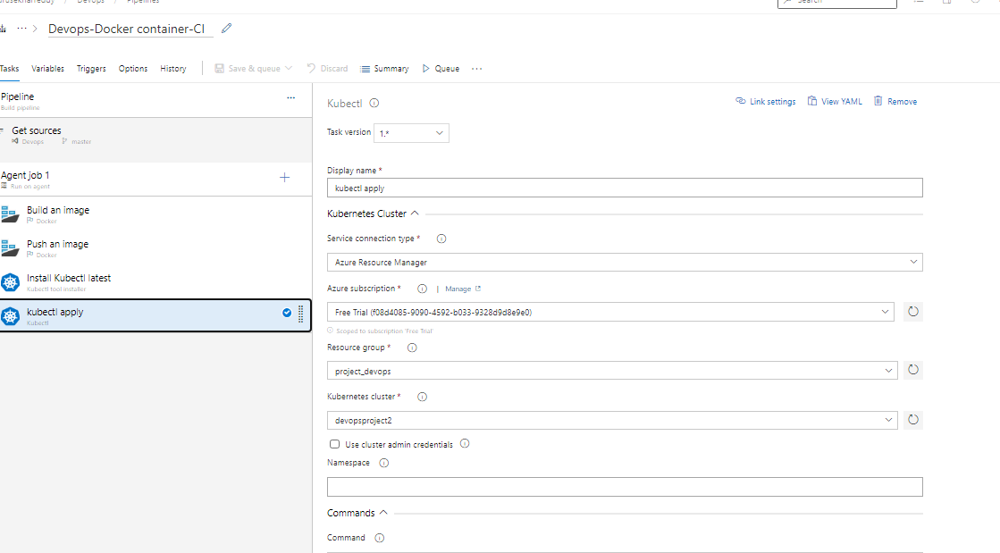 Devops
Pipelines
Search
Devops-Docker container-CI
Tasks Variables Triggers Options History Save & queue Discard Summary Queue
Pipeline
Build pipeline
Get sources
Devops master
Agent job 1
Run on agent
Build an image
Docker
Push an image
Docker
Install Kubectl latest
Kubectl tool installer
kubectl apply
Kubectl
Kubectl
Link settings View YAML Remove
Task version 1.*
Display name *
kubectl apply
Kubernetes Cluster
Service connection type *
Azure Resource Manager
Azure subscription * | Manage
Free Trial (f08d4085-9090-4592-b033-9328d9d8e9e0)
Scoped to subscription 'Free Trial'
Resource group *
project_devops
Kubernetes cluster *
devopsproject2
Use cluster admin credentials
Namespace
Commands
Command